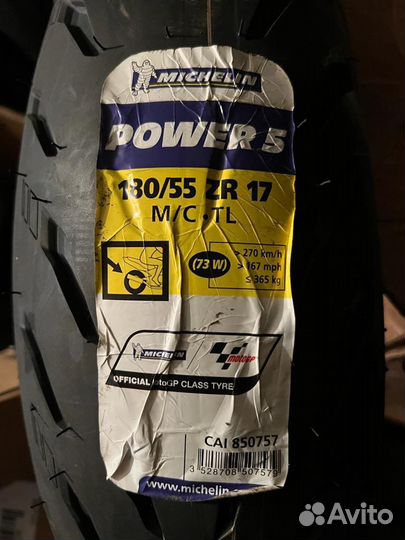 MICHELIN
POWER 5
180/55 ZR 17
M/C • TL
(73 W)
> 270 km/h
> 167 mph
≤ 365 kg
MICHELIN
motoGP
OFFICIAL motoGP CLASS TYRE
CAI 850757
3 528708 507579
www.michelin.
Avito